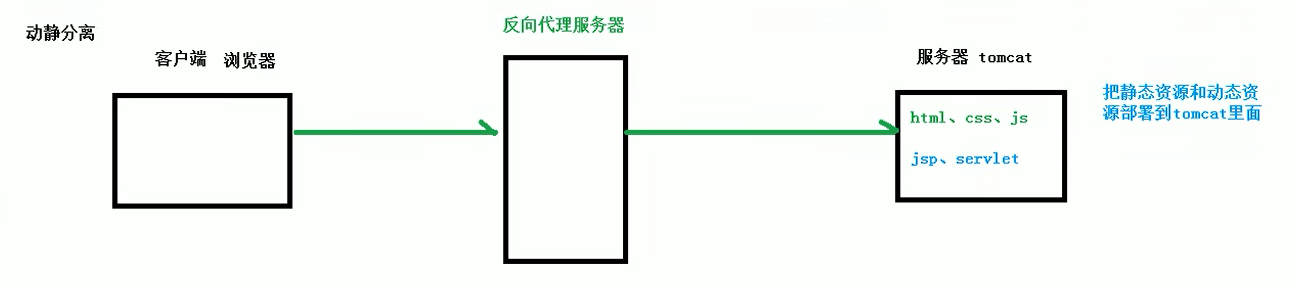 动静分离
客户端 浏览器
反向代理服务器
服务器 tomcat
html、css、js
jsp、servlet
把静态资源和动态资
源部署到tomcat里面